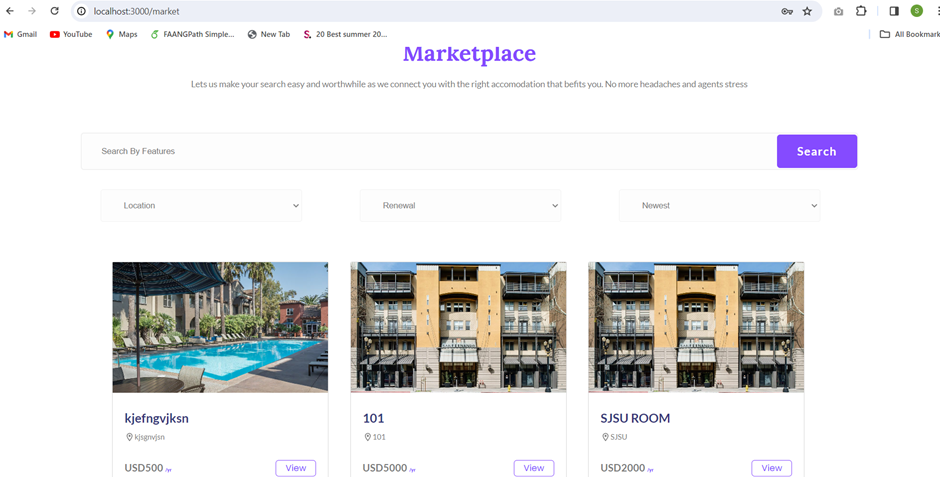 localhost:3000/market
S
Gmail YouTube Maps FAANGPath Simple... New Tab 20 Best summer 20... All Bookmark
Marketplace
Lets us make your search easy and worthwhile as we connect you with the right accomodation that befits you. No more headaches and agents stress
Search By Features Search
Location Renewal Newest
kjefngvjksn 101 SJSU ROOM
kjsgnvjsn 101 SJSU
USD500 /yr View USD5000 /yr View USD2000 /yr View